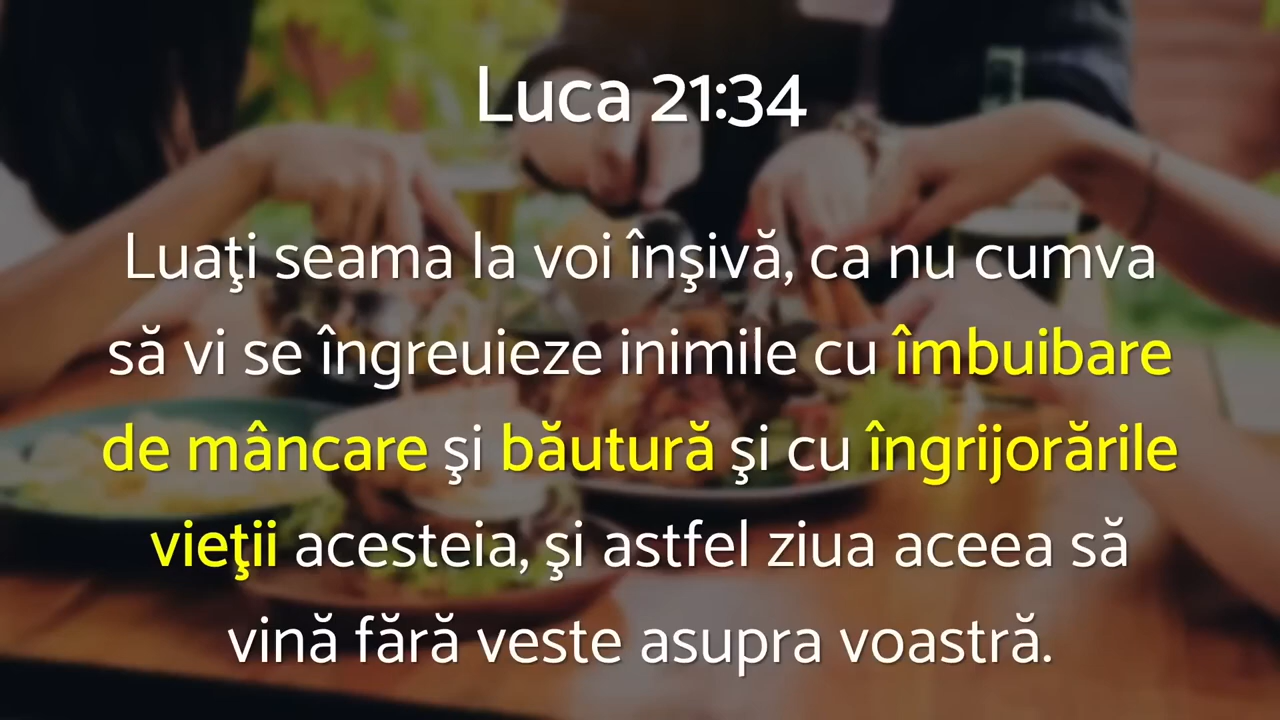 Luca 21:34
Luaţi seama la voi înşivă, ca nu cumva
să vi se îngreuieze inimile cu îmbuibare
de mâncare şi băutură şi cu îngrijorările
vieţii acesteia, şi astfel ziua aceea să
vină fără veste asupra voastră.